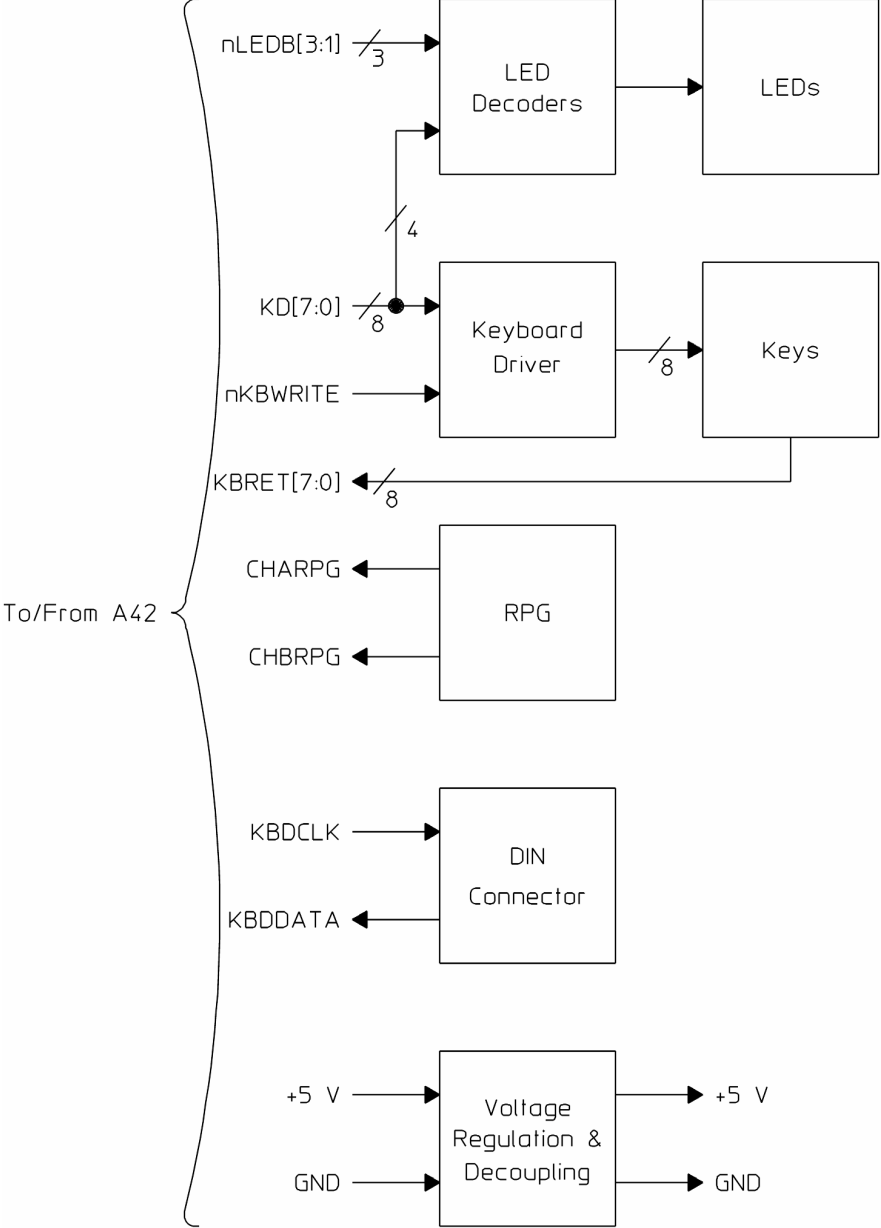 nLEDB[3:1]
3
LED
Decoders
LEDs
4
KD[7:0]
8
Keyboard
Driver
8
Keys
nKBWRITE
KBRET[7:0]
8
CHARPG
RPG
To/From A42
CHBRPG
KBDCLK
DIN
Connector
KBDDATA
+5 V
Voltage
Regulation &
Decoupling
+5 V
GND
GND